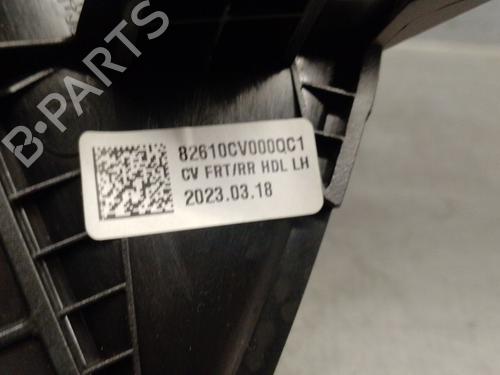 B-PARTS
82610CV000QC1
CV FRT/RR HDL LH
2023.03.18